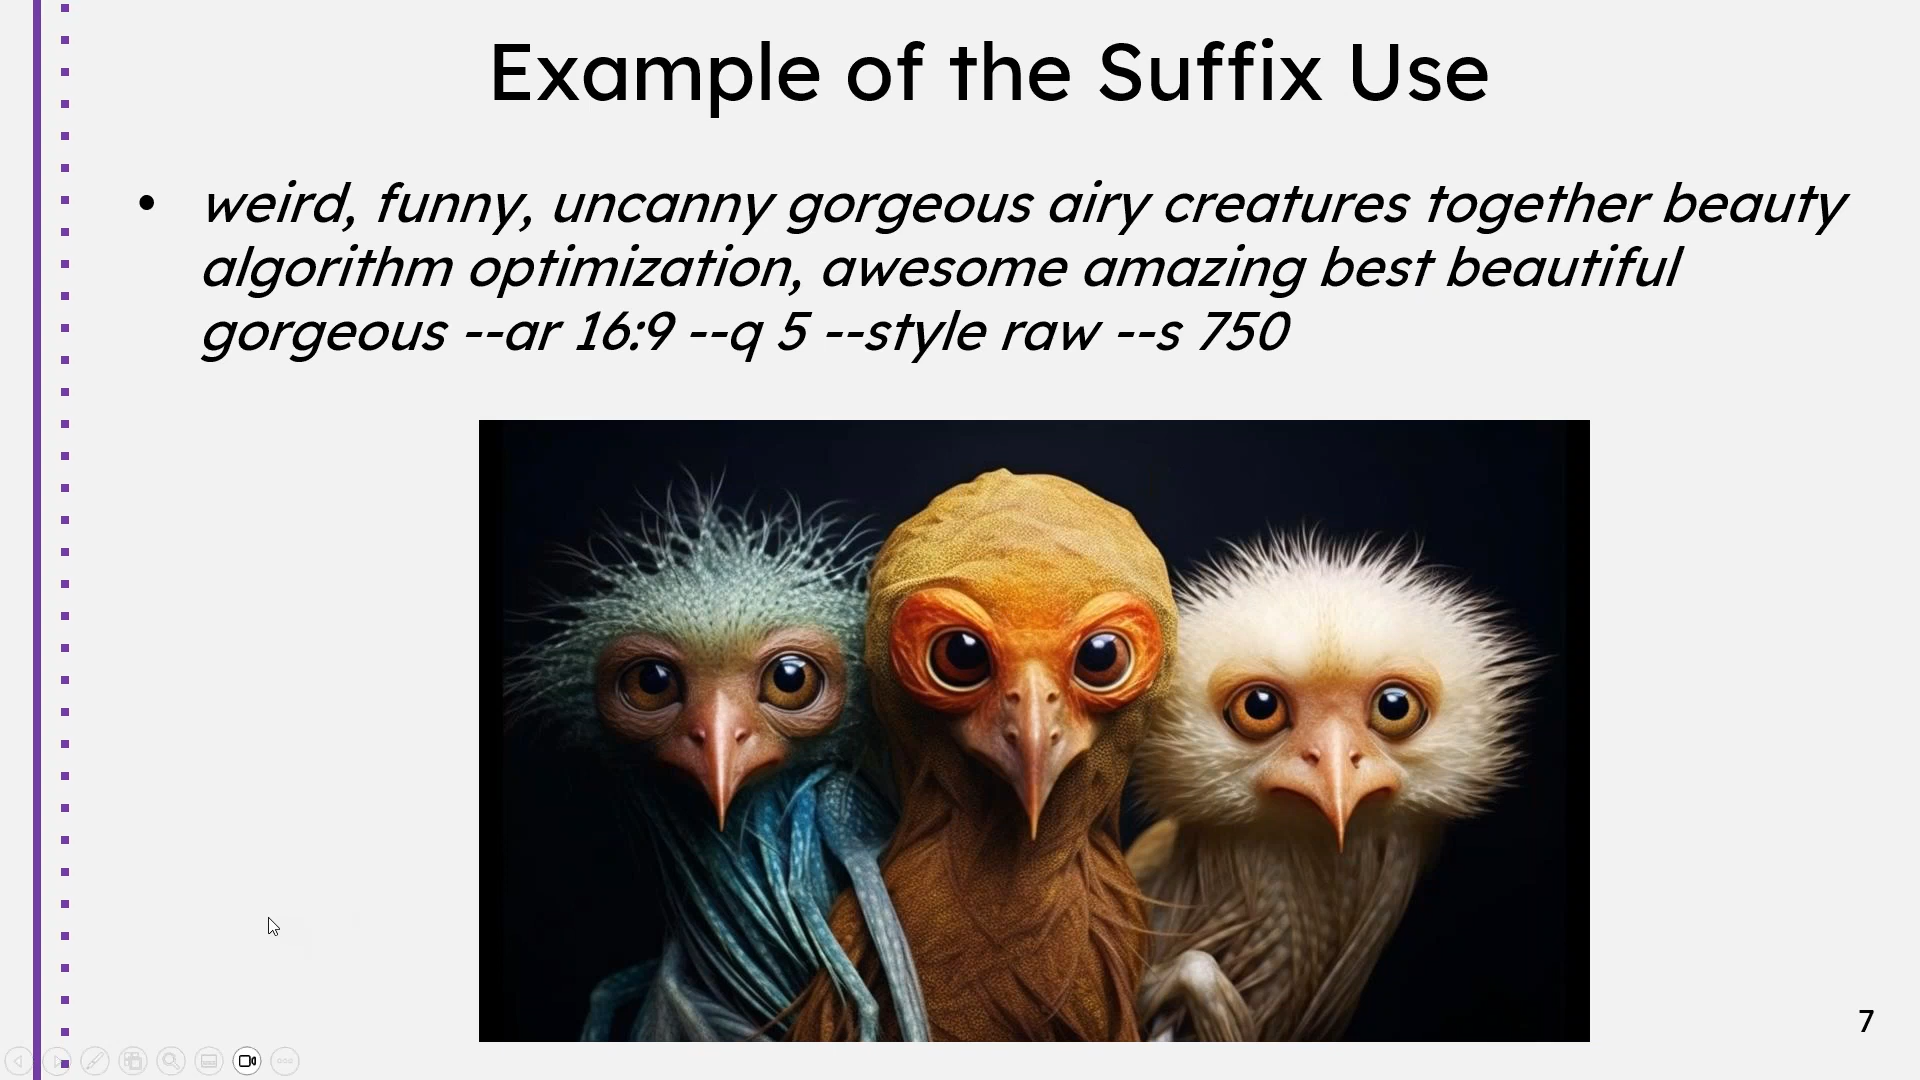 Example of the Suffix Use
• weird, funny, uncanny gorgeous airy creatures together beauty
algorithm optimization, awesome amazing best beautiful
gorgeous --ar 16:9 --q 5 --style raw --s 750
7